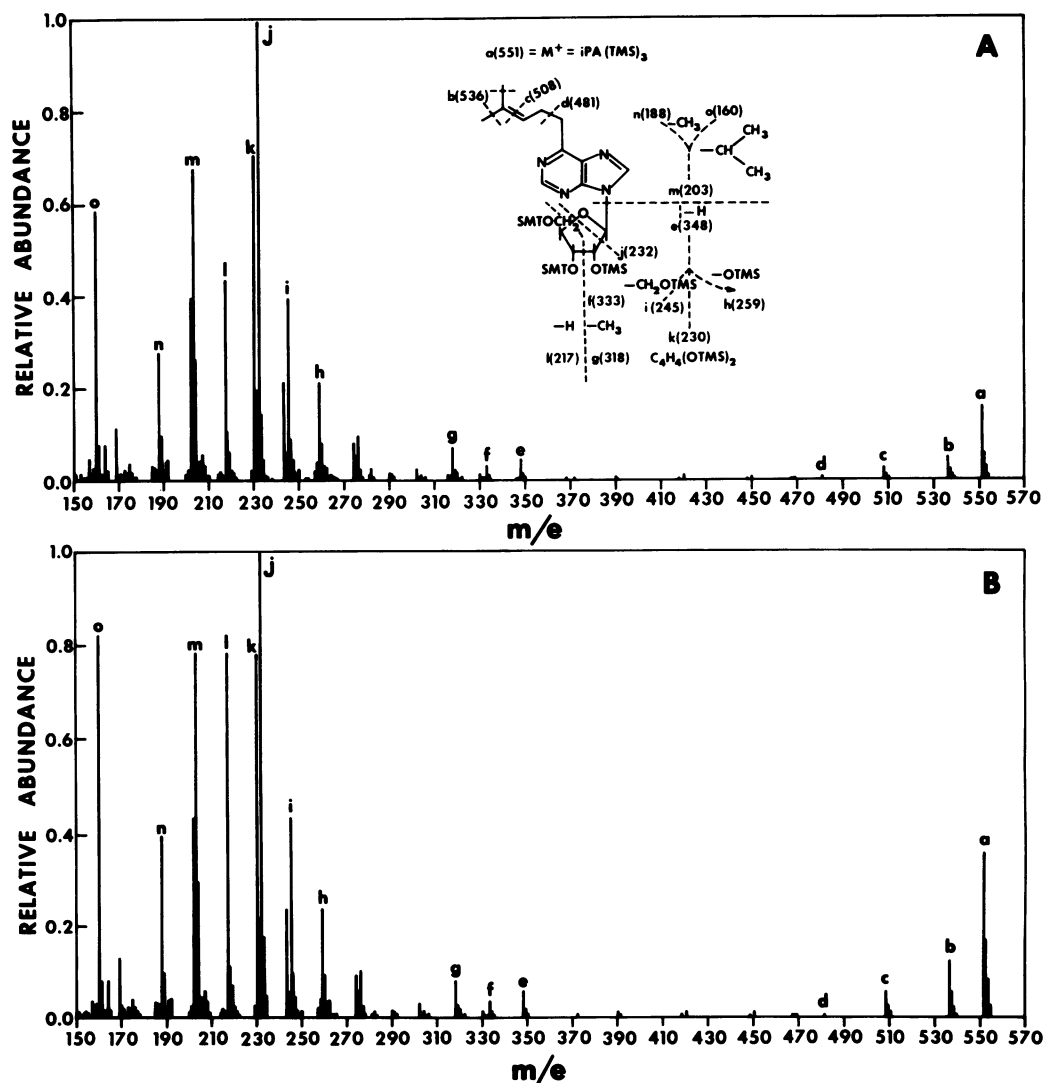 A
RELATIVE ABUNDANCE
1.0
0.8
0.6
0.4
0.2
0.0
o
n
m
l
k
j
i
h
g
f
e
d
c
b
a
a(551) = M⁺ = iPA (TMS)₃
b(536)
c(508)
d(481)
n(188)
o(160)
–CH₃
–CH
CH₃
CH₃
N
N
N
N
m(203)
–H
e(348)
SMTOCH₂
O
j(232)
SMTO
OTMS
–CH₂OTMS
–OTMS
f(333)
i(245)
h(259)
–H
–CH₃
k(230)
l(217)
g(318)
C₄H₄(OTMS)₂
150 170 190 210 230 250 270 290 310 330 350 370 390 410 430 450 470 490 510 530 550 570
m/e
B
RELATIVE ABUNDANCE
1.0
0.8
0.6
0.4
0.2
0.0
o
n
m
l
k
j
i
h
g
f
e
d
c
b
a
150 170 190 210 230 250 270 290 310 330 350 370 390 410 430 450 470 490 510 530 550 570
m/e